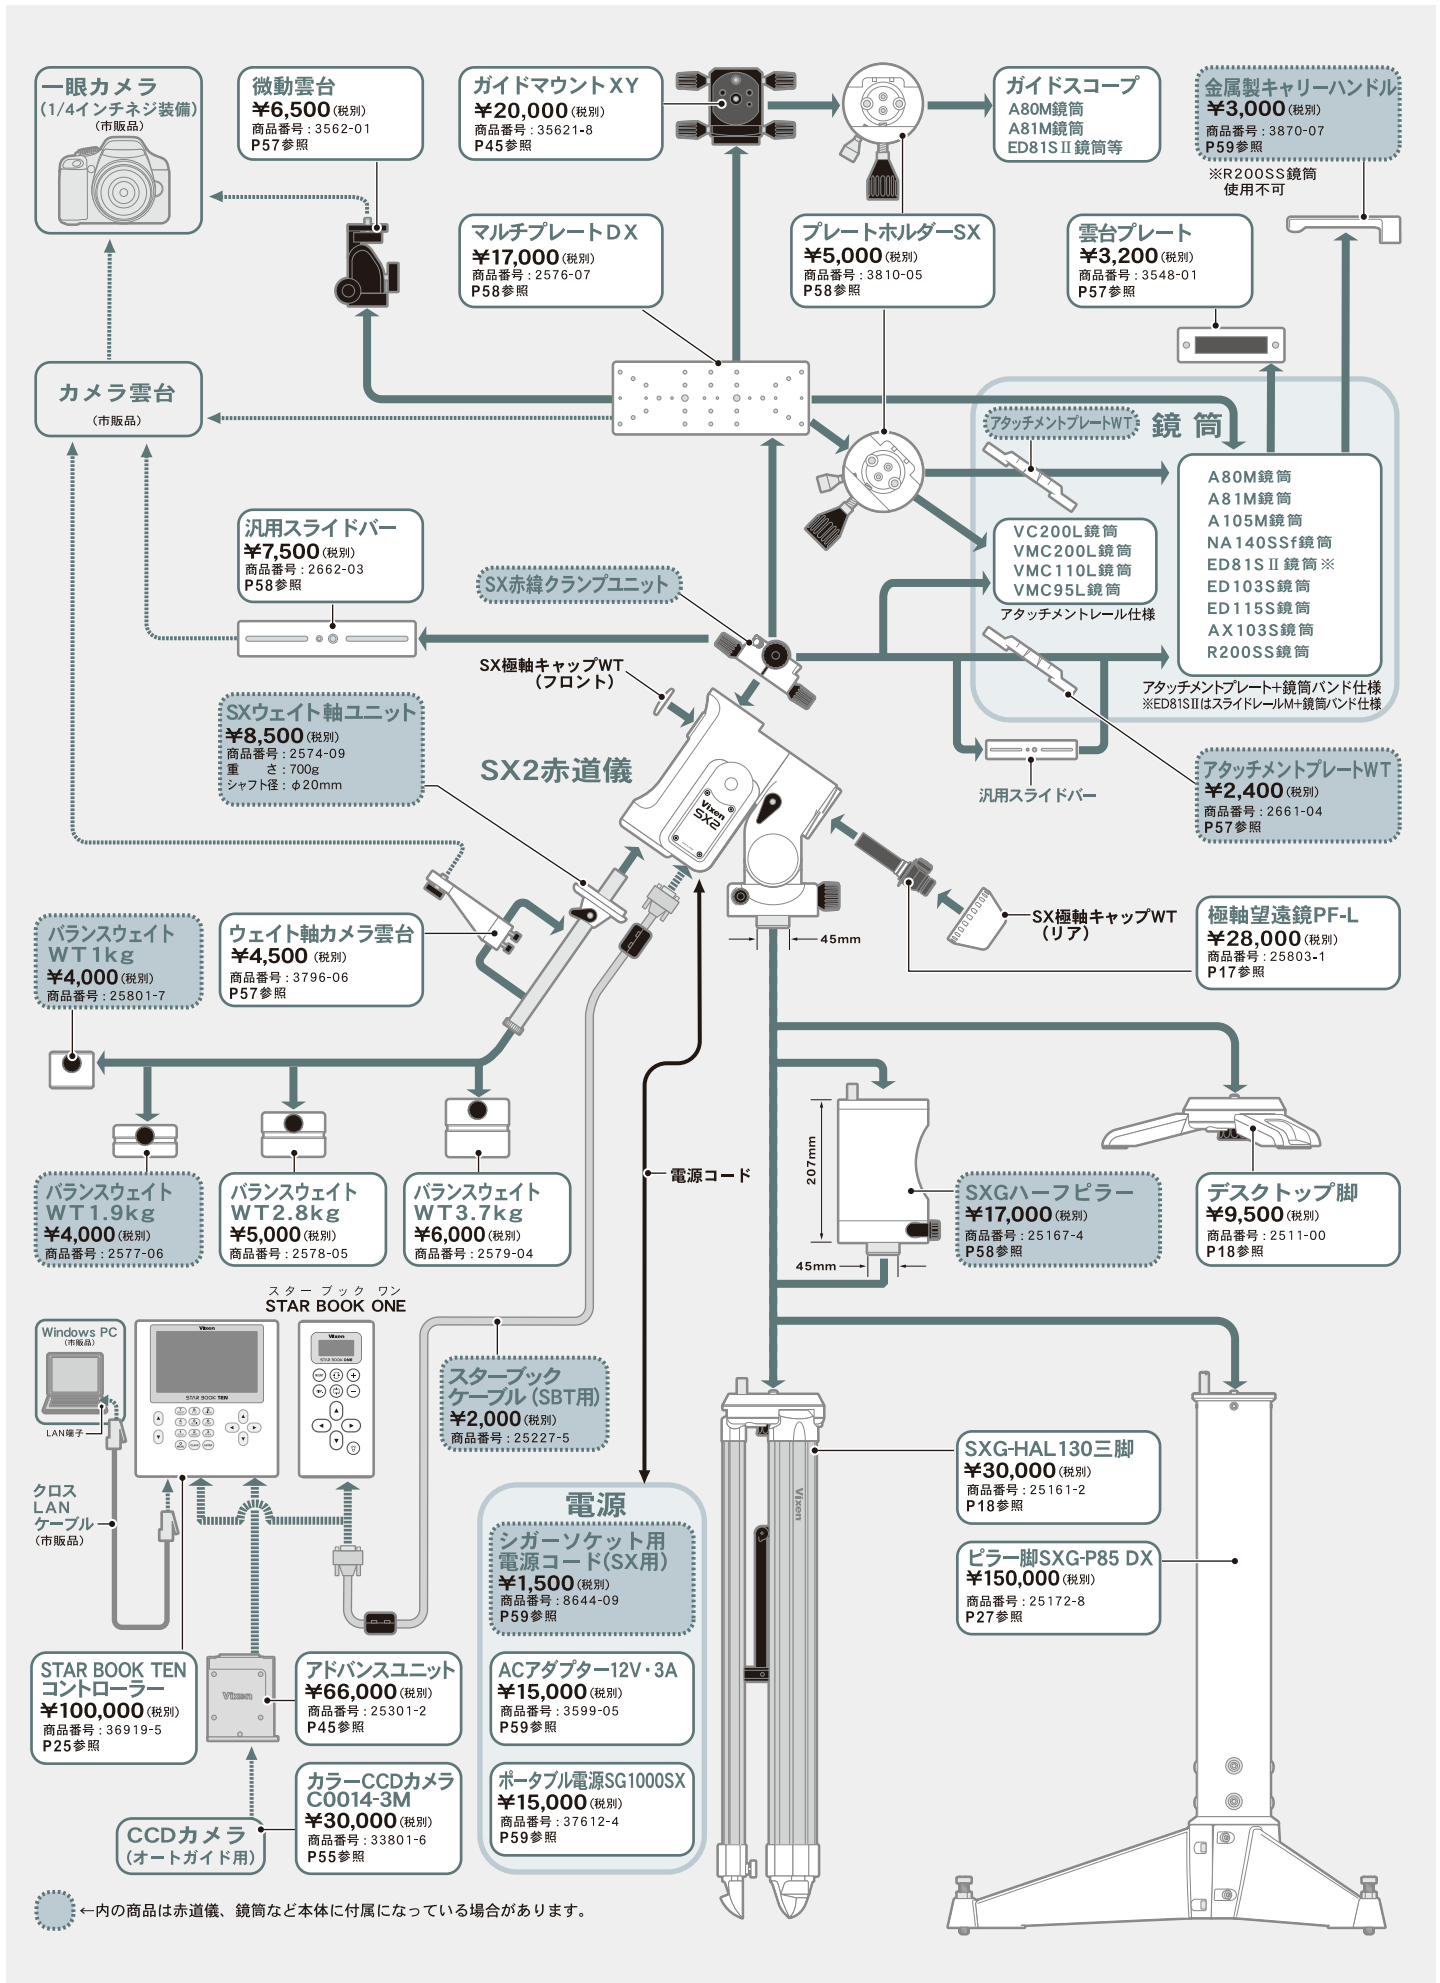 一眼カメラ
(1/4インチネジ装備)
(市販品)
微動雲台
¥6,500(税別)
商品番号：3562-01
P57参照
ガイドマウントXY
¥20,000(税別)
商品番号：35621-8
P45参照
ガイドスコープ
A80M鏡筒
A81M鏡筒
ED81SⅡ鏡筒等
金属製キャリーハンドル
¥3,000(税別)
商品番号：3870-07
P59参照
※R200SS鏡筒
使用不可
マルチプレートDX
¥17,000(税別)
商品番号：2576-07
P58参照
プレートホルダーSX
¥5,000(税別)
商品番号：3810-05
P58参照
雲台プレート
¥3,200(税別)
商品番号：3548-01
P57参照
カメラ雲台
(市販品)
アタッチメントプレートWT
鏡筒
A80M鏡筒
A81M鏡筒
A105M鏡筒
NA140SSf鏡筒
ED81SⅡ鏡筒※
ED103S鏡筒
ED115S鏡筒
AX103S鏡筒
R200SS鏡筒
アタッチメントプレート+鏡筒バンド仕様
※ED81SⅡはスライドレールM+鏡筒バンド仕様
VC200L鏡筒
VMC200L鏡筒
VMC110L鏡筒
VMC95L鏡筒
アタッチメントレール仕様
汎用スライドバー
¥7,500(税別)
商品番号：2662-03
P58参照
SX赤緯クランプユニット
SX極軸キャップWT
(フロント)
SXウェイト軸ユニット
¥8,500(税別)
商品番号：2574-09
重　さ：700g
シャフト径：φ20mm
SX2赤道儀
Vixen
SX2
汎用スライドバー
アタッチメントプレートWT
¥2,400(税別)
商品番号：2661-04
P57参照
バランスウェイト
WT1kg
¥4,000(税別)
商品番号：25801-7
ウェイト軸カメラ雲台
¥4,500(税別)
商品番号：3796-06
P57参照
45mm
SX極軸キャップWT
(リア)
極軸望遠鏡PF-L
¥28,000(税別)
商品番号：25803-1
P17参照
バランスウェイト
WT1.9kg
¥4,000(税別)
商品番号：2577-06
バランスウェイト
WT2.8kg
¥5,000(税別)
商品番号：2578-05
バランスウェイト
WT3.7kg
¥6,000(税別)
商品番号：2579-04
電源コード
207mm
45mm
SXGハーフピラー
¥17,000(税別)
商品番号：25167-4
P58参照
デスクトップ脚
¥9,500(税別)
商品番号：2511-00
P18参照
スター ブック ワン
STAR BOOK ONE
Windows PC
(市販品)
LAN端子
Vixen
STAR BOOK TEN
Vixen
STAR BOOK ONE
スターブック
ケーブル(SBT用)
¥2,000(税別)
商品番号：25227-5
クロス
LAN
ケーブル
(市販品)
電源
シガーソケット用
電源コード(SX用)
¥1,500(税別)
商品番号：8644-09
P59参照
ACアダプター12V・3A
¥15,000(税別)
商品番号：3599-05
P59参照
ポータブル電源SG1000SX
¥15,000(税別)
商品番号：37612-4
P59参照
Vixen
SXG-HAL130三脚
¥30,000(税別)
商品番号：25161-2
P18参照
ピラー脚SXG-P85 DX
¥150,000(税別)
商品番号：25172-8
P27参照
STAR BOOK TEN
コントローラー
¥100,000(税別)
商品番号：36919-5
P25参照
Vixen
アドバンスユニット
¥66,000(税別)
商品番号：25301-2
P45参照
カラーCCDカメラ
C0014-3M
¥30,000(税別)
商品番号：33801-6
P55参照
CCDカメラ
(オートガイド用)
←内の商品は赤道儀、鏡筒など本体に付属になっている場合があります。